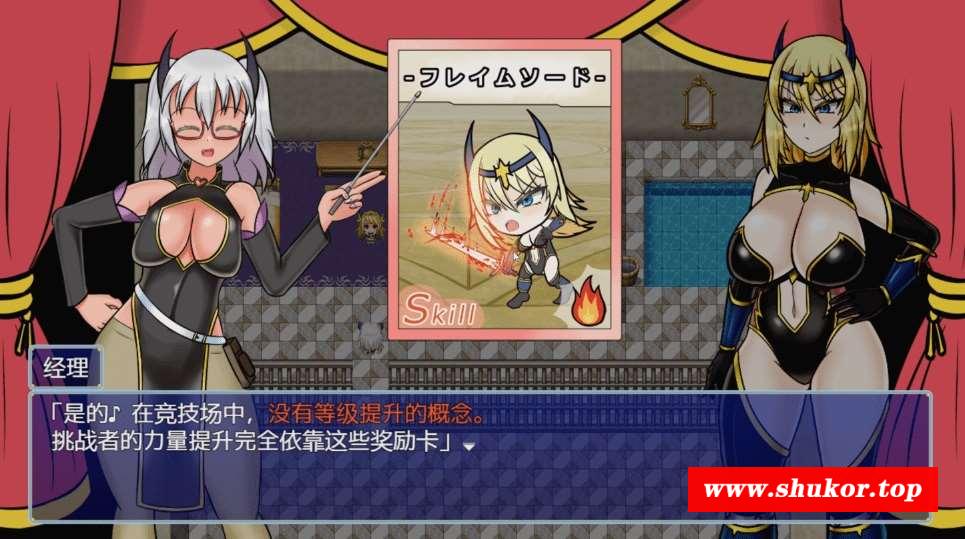 -フレイムソード-
Skill
经理
「是的♪ 在竞技场中，没有等级提升的概念。
挑战者的力量提升完全依靠这些奖励卡」
www.shukor.top